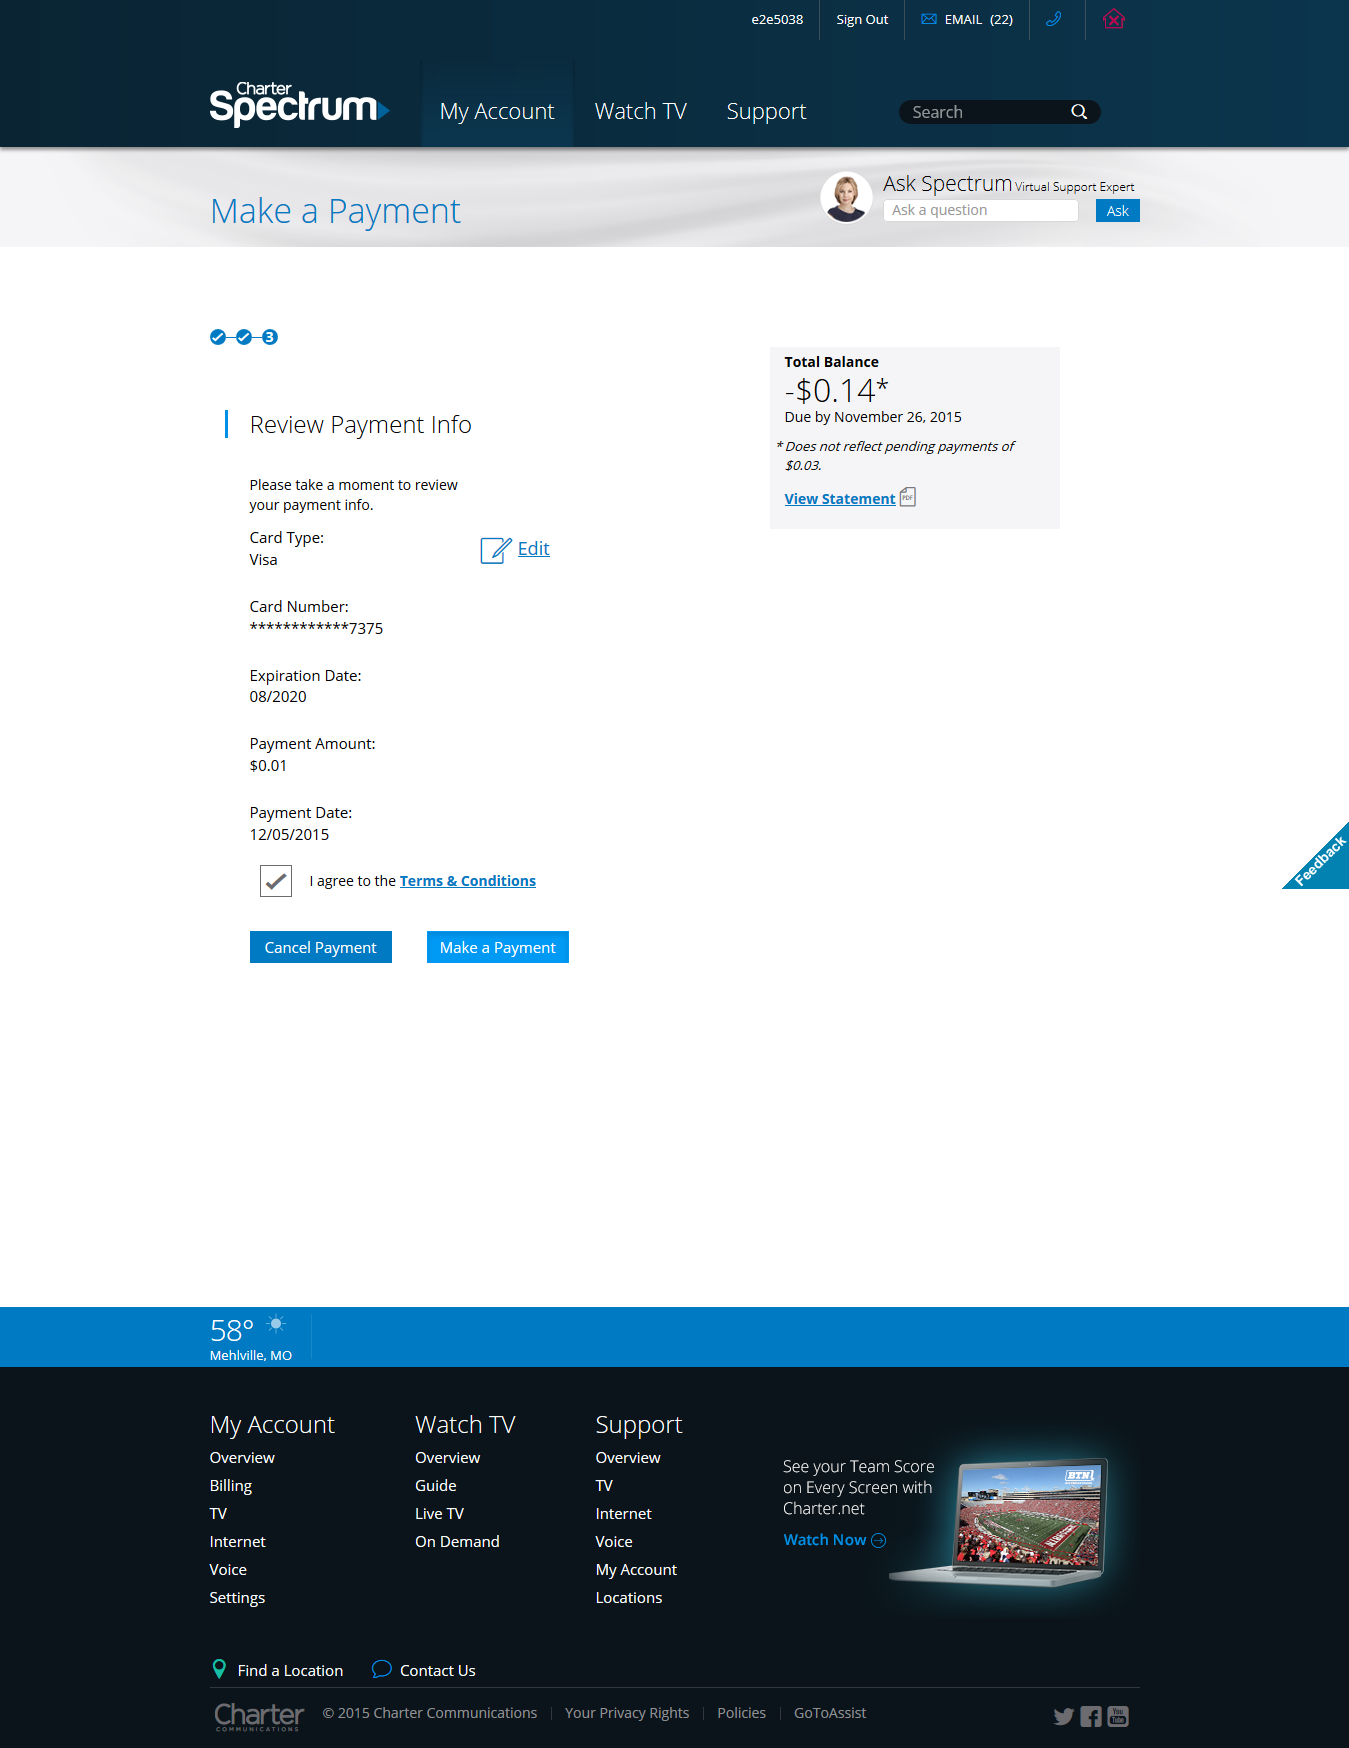 e2e5038
Sign Out
EMAIL (22)
Charter
Spectrum
My Account
Watch TV
Support
Search
Make a Payment
Ask Spectrum Virtual Support Expert
Ask a question
Ask
3
Total Balance
-$0.14*
Due by November 26, 2015
* Does not reflect pending payments of
$0.03.
View Statement
PDF
Review Payment Info
Please take a moment to review
your payment info.
Card Type:
Visa
Edit
Card Number:
************7375
Expiration Date:
08/2020
Payment Amount:
$0.01
Payment Date:
12/05/2015
I agree to the Terms & Conditions
Cancel Payment
Make a Payment
Feedback
58°
Mehlville, MO
My Account
Overview
Billing
TV
Internet
Voice
Settings
Watch TV
Overview
Guide
Live TV
On Demand
Support
Overview
TV
Internet
Voice
My Account
Locations
See your Team Score
on Every Screen with
Charter.net
Watch Now
BTN
Find a Location
Contact Us
Charter
COMMUNICATIONS
© 2015 Charter Communications
Your Privacy Rights
Policies
GoToAssist
You
Tube